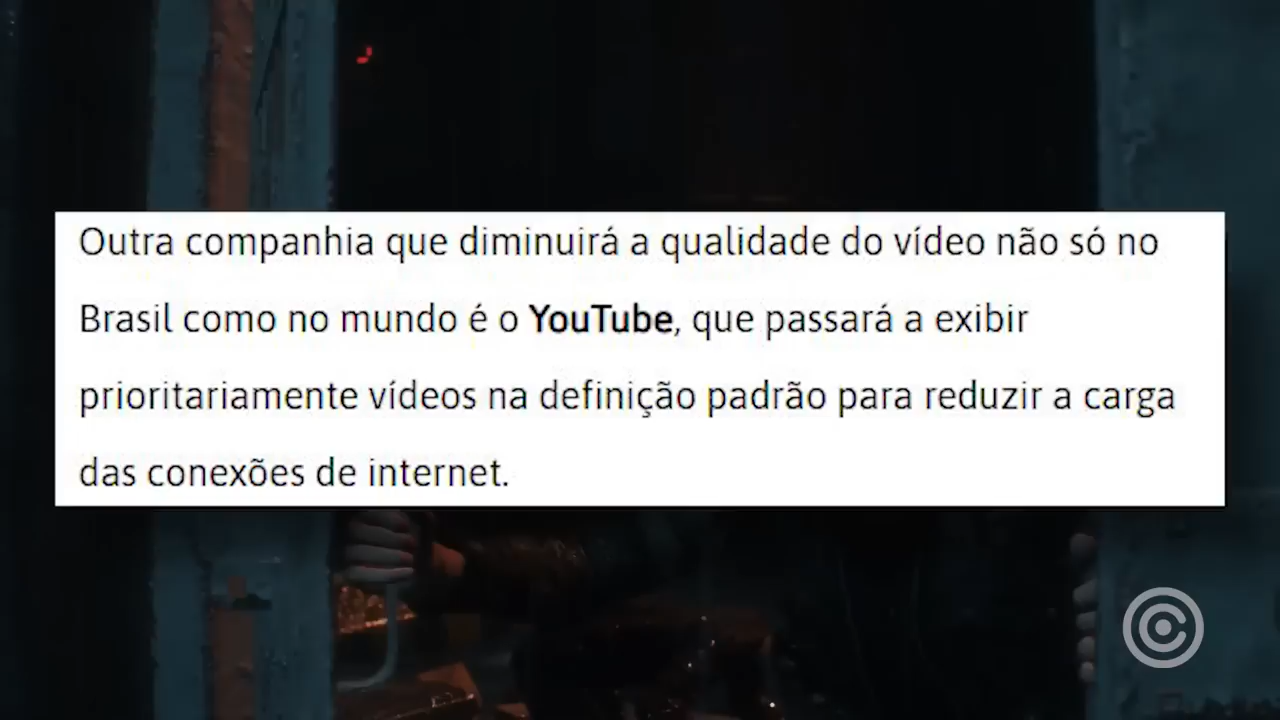 Outra companhia que diminuirá a qualidade do vídeo não só no
Brasil como no mundo é o YouTube, que passará a exibir
prioritariamente vídeos na definição padrão para reduzir a carga
das conexões de internet.